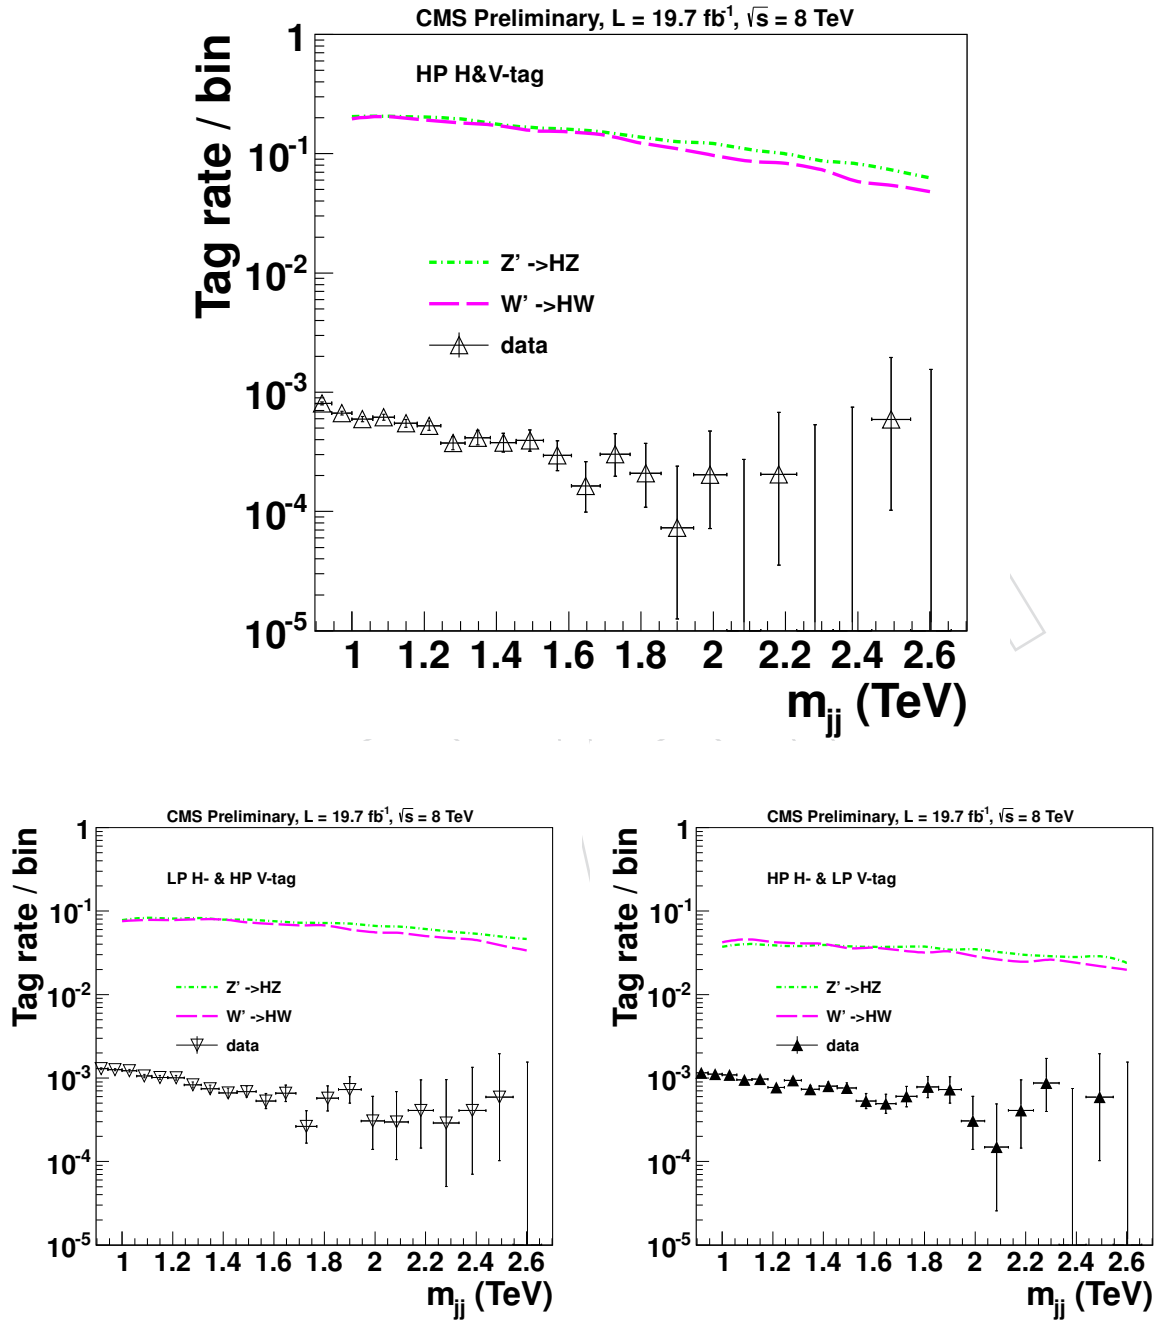 CMS Preliminary, L = 19.7 fb-1, √s = 8 TeV
1
HP H&V-tag
Tag rate / bin
10-1
Z' ->HZ
10-2
W' ->HW
data
10-3
10-4
10-5
1 1.2 1.4 1.6 1.8 2 2.2 2.4 2.6
mjj (TeV)
CMS Preliminary, L = 19.7 fb-1, √s = 8 TeV
1
LP H- & HP V-tag
Tag rate / bin
10-1
10-2
Z' ->HZ
W' ->HW
data
10-3
10-4
10-5
1 1.2 1.4 1.6 1.8 2 2.2 2.4 2.6
mjj (TeV)
CMS Preliminary, L = 19.7 fb-1, √s = 8 TeV
1
HP H- & LP V-tag
Tag rate / bin
10-1
10-2
Z' ->HZ
W' ->HW
data
10-3
10-4
10-5
1 1.2 1.4 1.6 1.8 2 2.2 2.4 2.6
mjj (TeV)